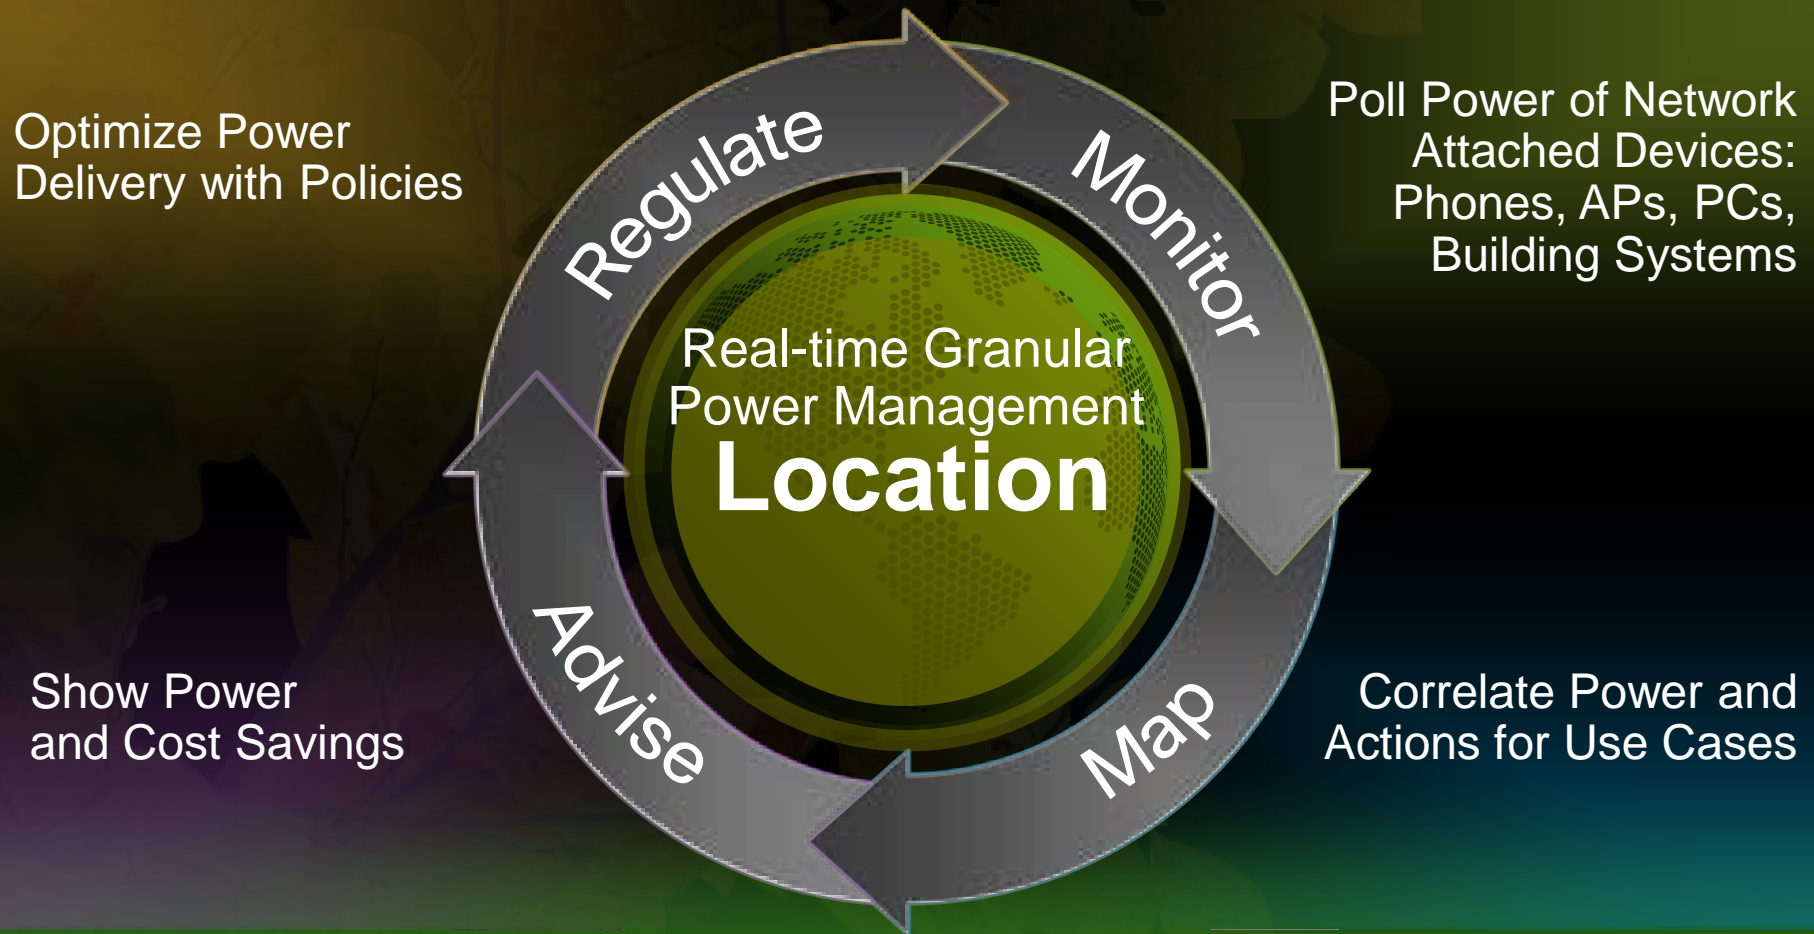 Optimize Power
Delivery with Policies
Regulate
Monitor
Poll Power of Network
Attached Devices:
Phones, APs, PCs,
Building Systems
Real-time Granular
Power Management
Location
Show Power
and Cost Savings
Advise
Map
Correlate Power and
Actions for Use Cases